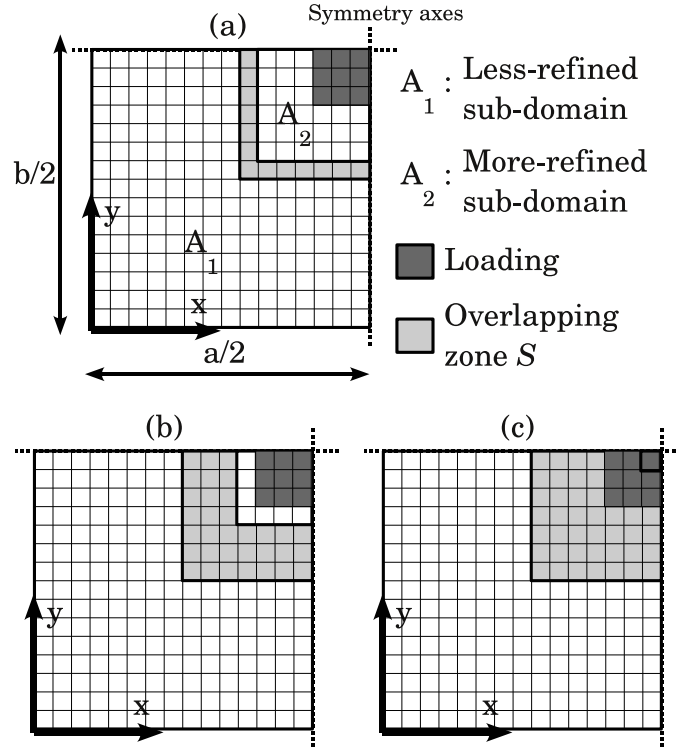 Symmetry axes
(a)
A1 : Less-refined
sub-domain
A2
A2 : More-refined
sub-domain
b/2
y
A1
Loading
x
Overlapping
zone S
a/2
(b)
(c)
y
x
y
x